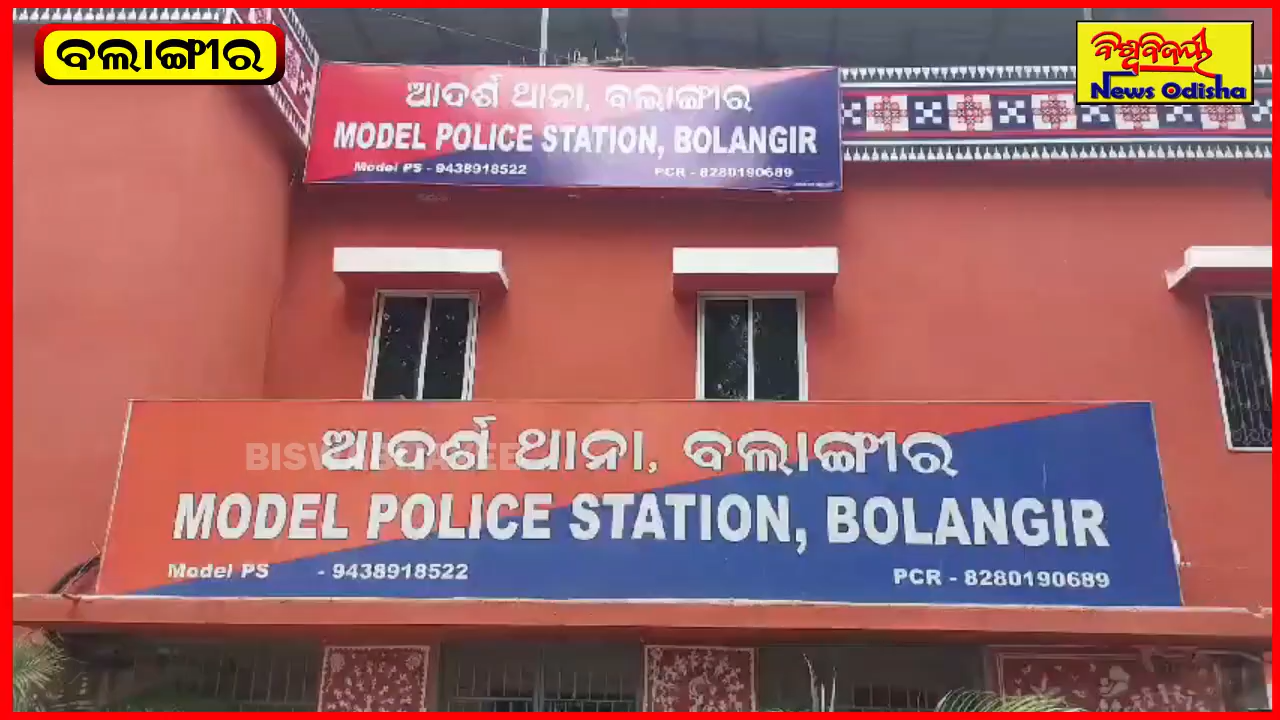 ବଲାଙ୍ଗୀର
ବିଶ୍ୱବିଜୟୀ
News Odisha
ଆଦର୍ଶ ଥାନା, ବଲାଙ୍ଗୀର
MODEL POLICE STATION, BOLANGIR
Model PS - 9438918522 PCR - 8280190689
ଆଦର୍ଶ ଥାନା, ବଲାଙ୍ଗୀର
MODEL POLICE STATION, BOLANGIR
Model PS - 9438918522 PCR - 8280190689